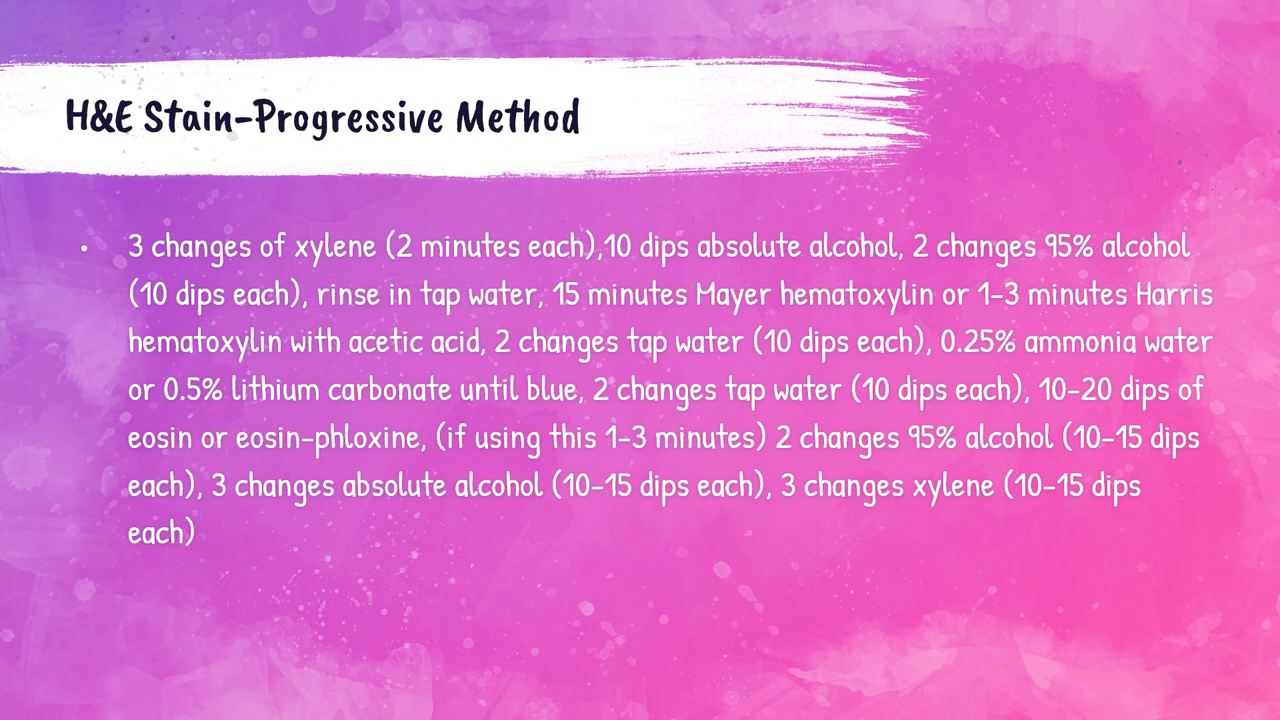 H&E Stain-Progressive Method
• 3 changes of xylene (2 minutes each),10 dips absolute alcohol, 2 changes 95% alcohol
(10 dips each), rinse in tap water, 15 minutes Mayer hematoxylin or 1-3 minutes Harris
hematoxylin with acetic acid, 2 changes tap water (10 dips each), 0.25% ammonia water
or 0.5% lithium carbonate until blue, 2 changes tap water (10 dips each), 10-20 dips of
eosin or eosin-phloxine, (if using this 1-3 minutes) 2 changes 95% alcohol (10-15 dips
each), 3 changes absolute alcohol (10-15 dips each), 3 changes xylene (10-15 dips
each)